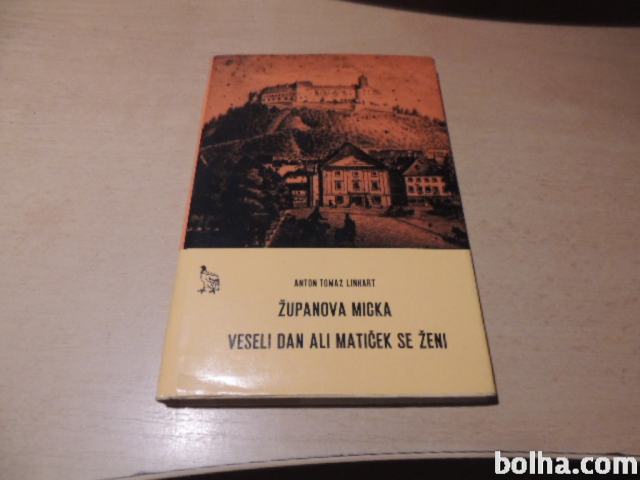 ANTON TOMAŽ LINHART
ŽUPANOVA MICKA
VESELI DAN ALI MATIČEK SE ŽENI
bolha.com